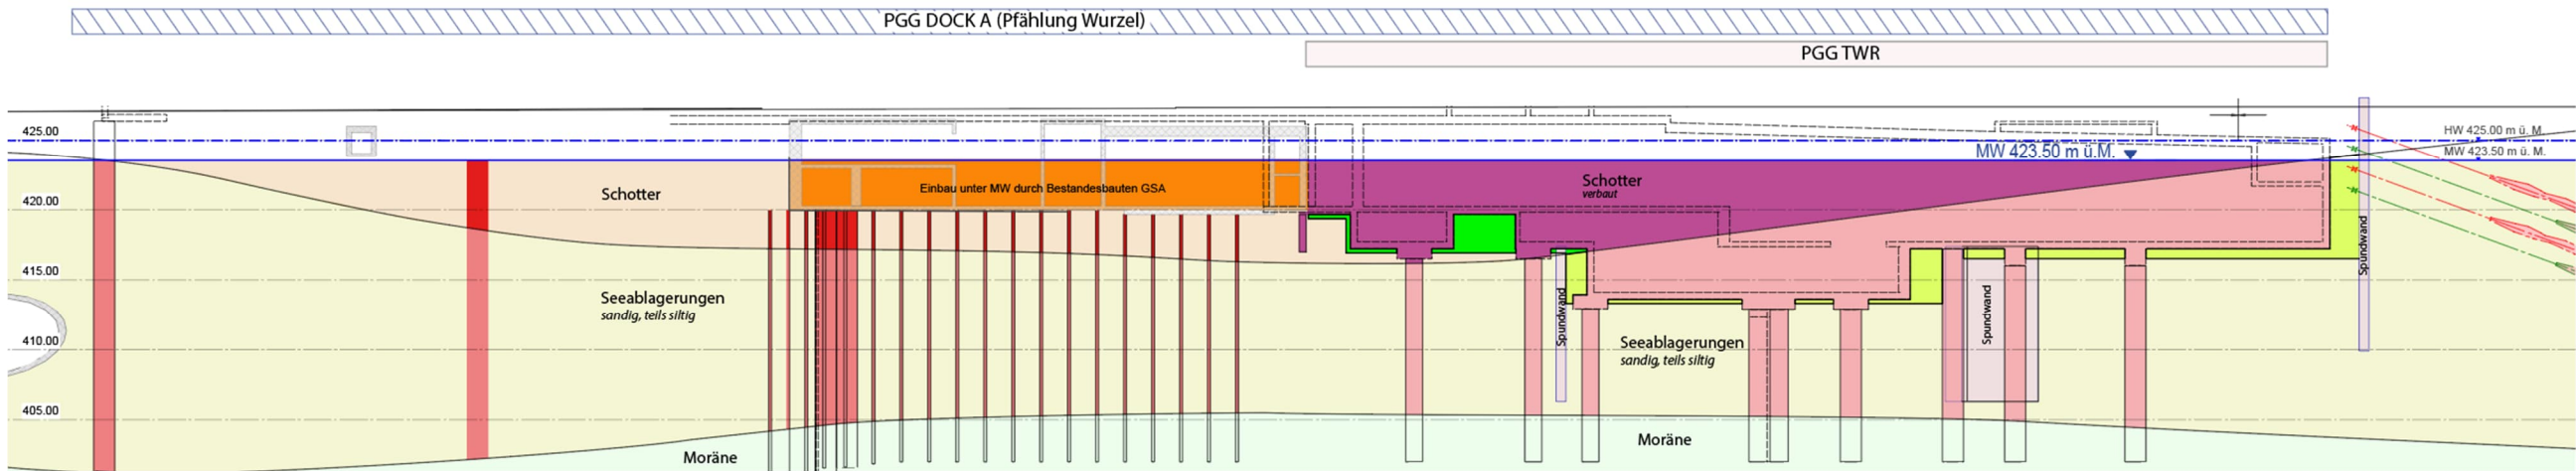 PGG DOCK A (Pfählung Wurzel)
PGG TWR
425.00
HW 425.00 m ü. M.
MW 423.50 m ü.M.
MW 423.50 m ü. M.
Schotter
Einbau unter MW durch Bestandesbauten GSA
Schotter
verbaut
420.00
Spundwand
415.00
Seeablagerungen
sandig, teils siltig
Spundwand
Spundwand
410.00
Seeablagerungen
sandig, teils siltig
405.00
Moräne
Moräne